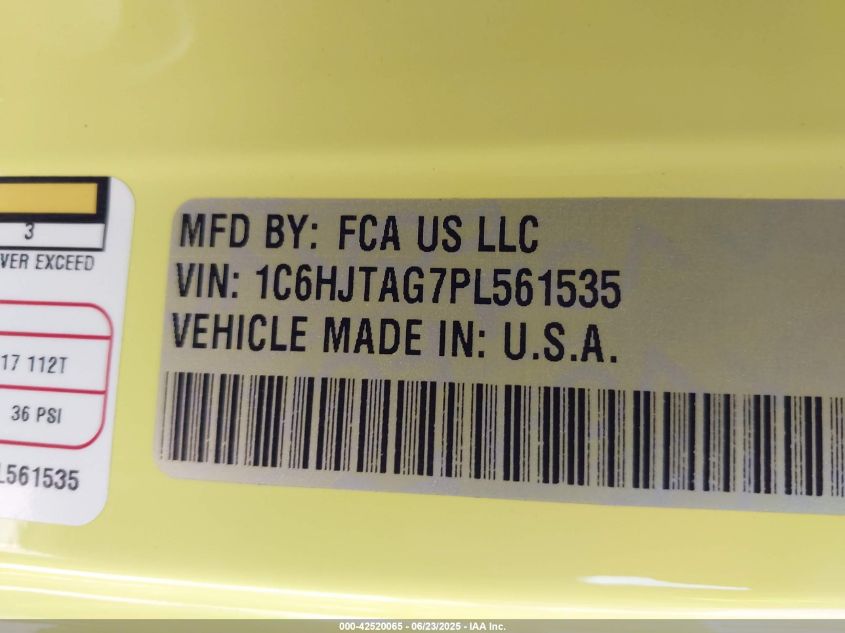 3
VER EXCEED
17 112T
36 PSI
L561535
MFD BY: FCA US LLC
VIN: 1C6HJTAG7PL561535
VEHICLE MADE IN: U.S.A.
000-42520065 - 06/23/2025 - IAA Inc.